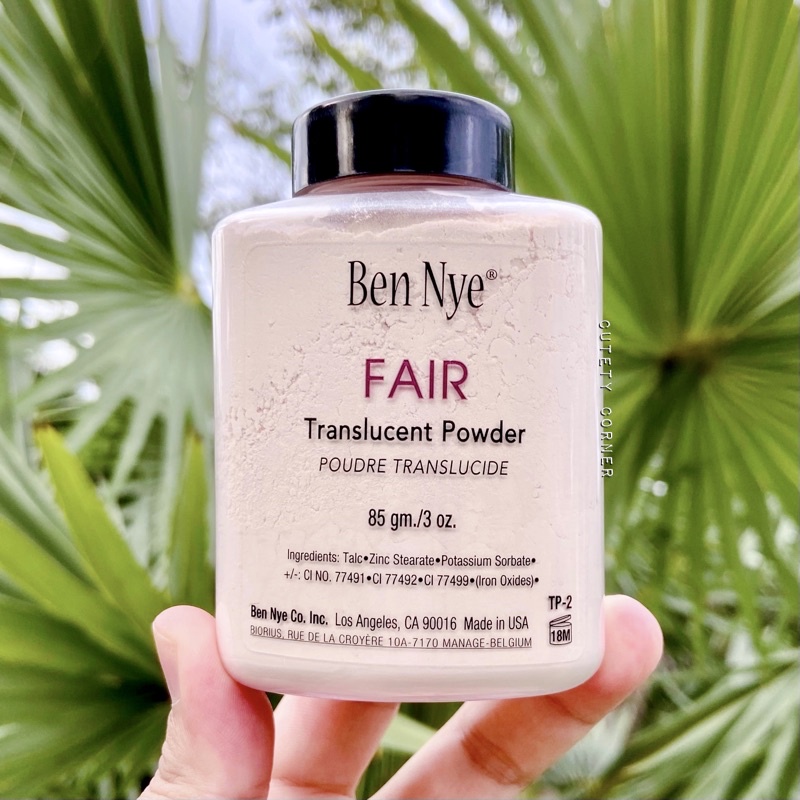 Ben Nye®
FAIR
Translucent Powder
POUDRE TRANSLUCIDE
85 gm./3 oz.
Ingredients: Talc•Zinc Stearate•Potassium Sorbate•
+/-: CI NO. 77491•CI 77492•CI 77499•(Iron Oxides)•
TP-2
Ben Nye Co. Inc. Los Angeles, CA 90016 Made in USA
BIORIUS, RUE DE LA CROYÈRE 10A-7170 MANAGE-BELGIUM
18M
CUTETY CORNER